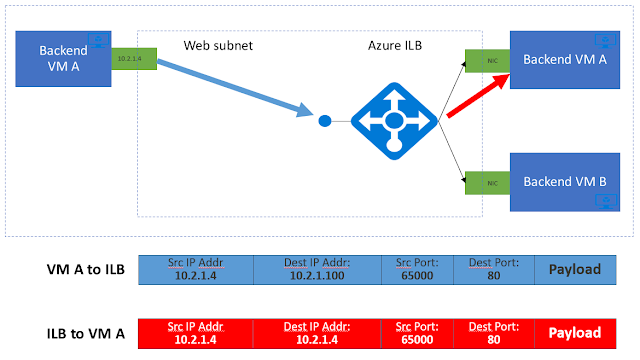 Web subnet
Azure ILB
Backend
VM A
10.2.1.4
NIC
Backend VM A
NIC
Backend VM B
VM A to ILB
Src IP Addr
10.2.1.4
Dest IP Addr:
10.2.1.100
Src Port:
65000
Dest Port:
80
Payload
ILB to VM A
Src IP Addr
10.2.1.4
Dest IP Addr:
10.2.1.4
Src Port:
65000
Dest Port:
80
Payload